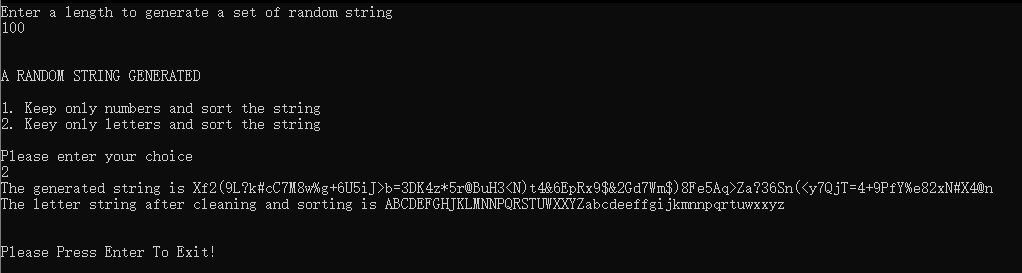 Enter a length to generate a set of random string
100
A RANDOM STRING GENERATED
1. Keep only numbers and sort the string
2. Keey only letters and sort the string
Please enter your choice
2
The generated string is Xf2(9L?k#cC7M8w%g+6U5iJ>b=3DK4z*5r@BuH3<N)t4&6EpRx9$&2Gd7Wm$)8Fe5Aq>Za?36Sn(<y7QjT=4+9PfY%e82xN#X4@n
The letter string after cleaning and sorting is ABCDEFGHJKLMNNPQRSTUWXXYZabcdeeffgijkmnnpqrtuwxxyz
Please Press Enter To Exit!